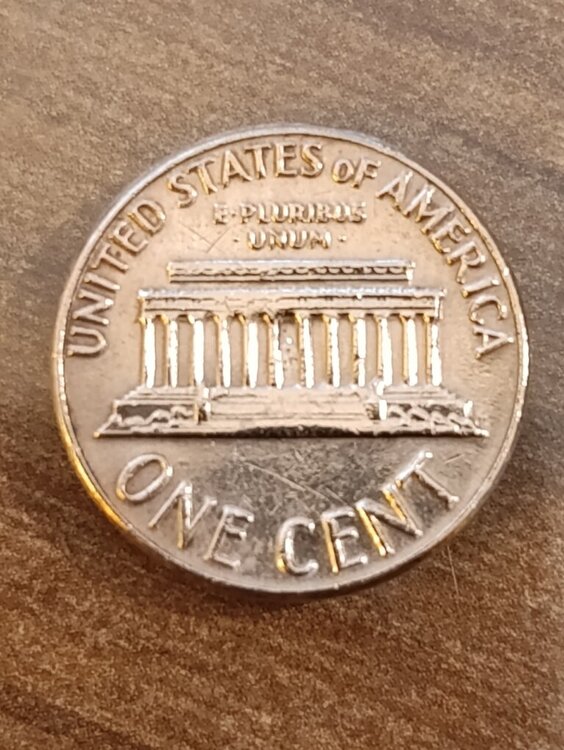 UNITED STATES OF AMERICA
E·PLURIBUS
·UNUM·
ONE CENT